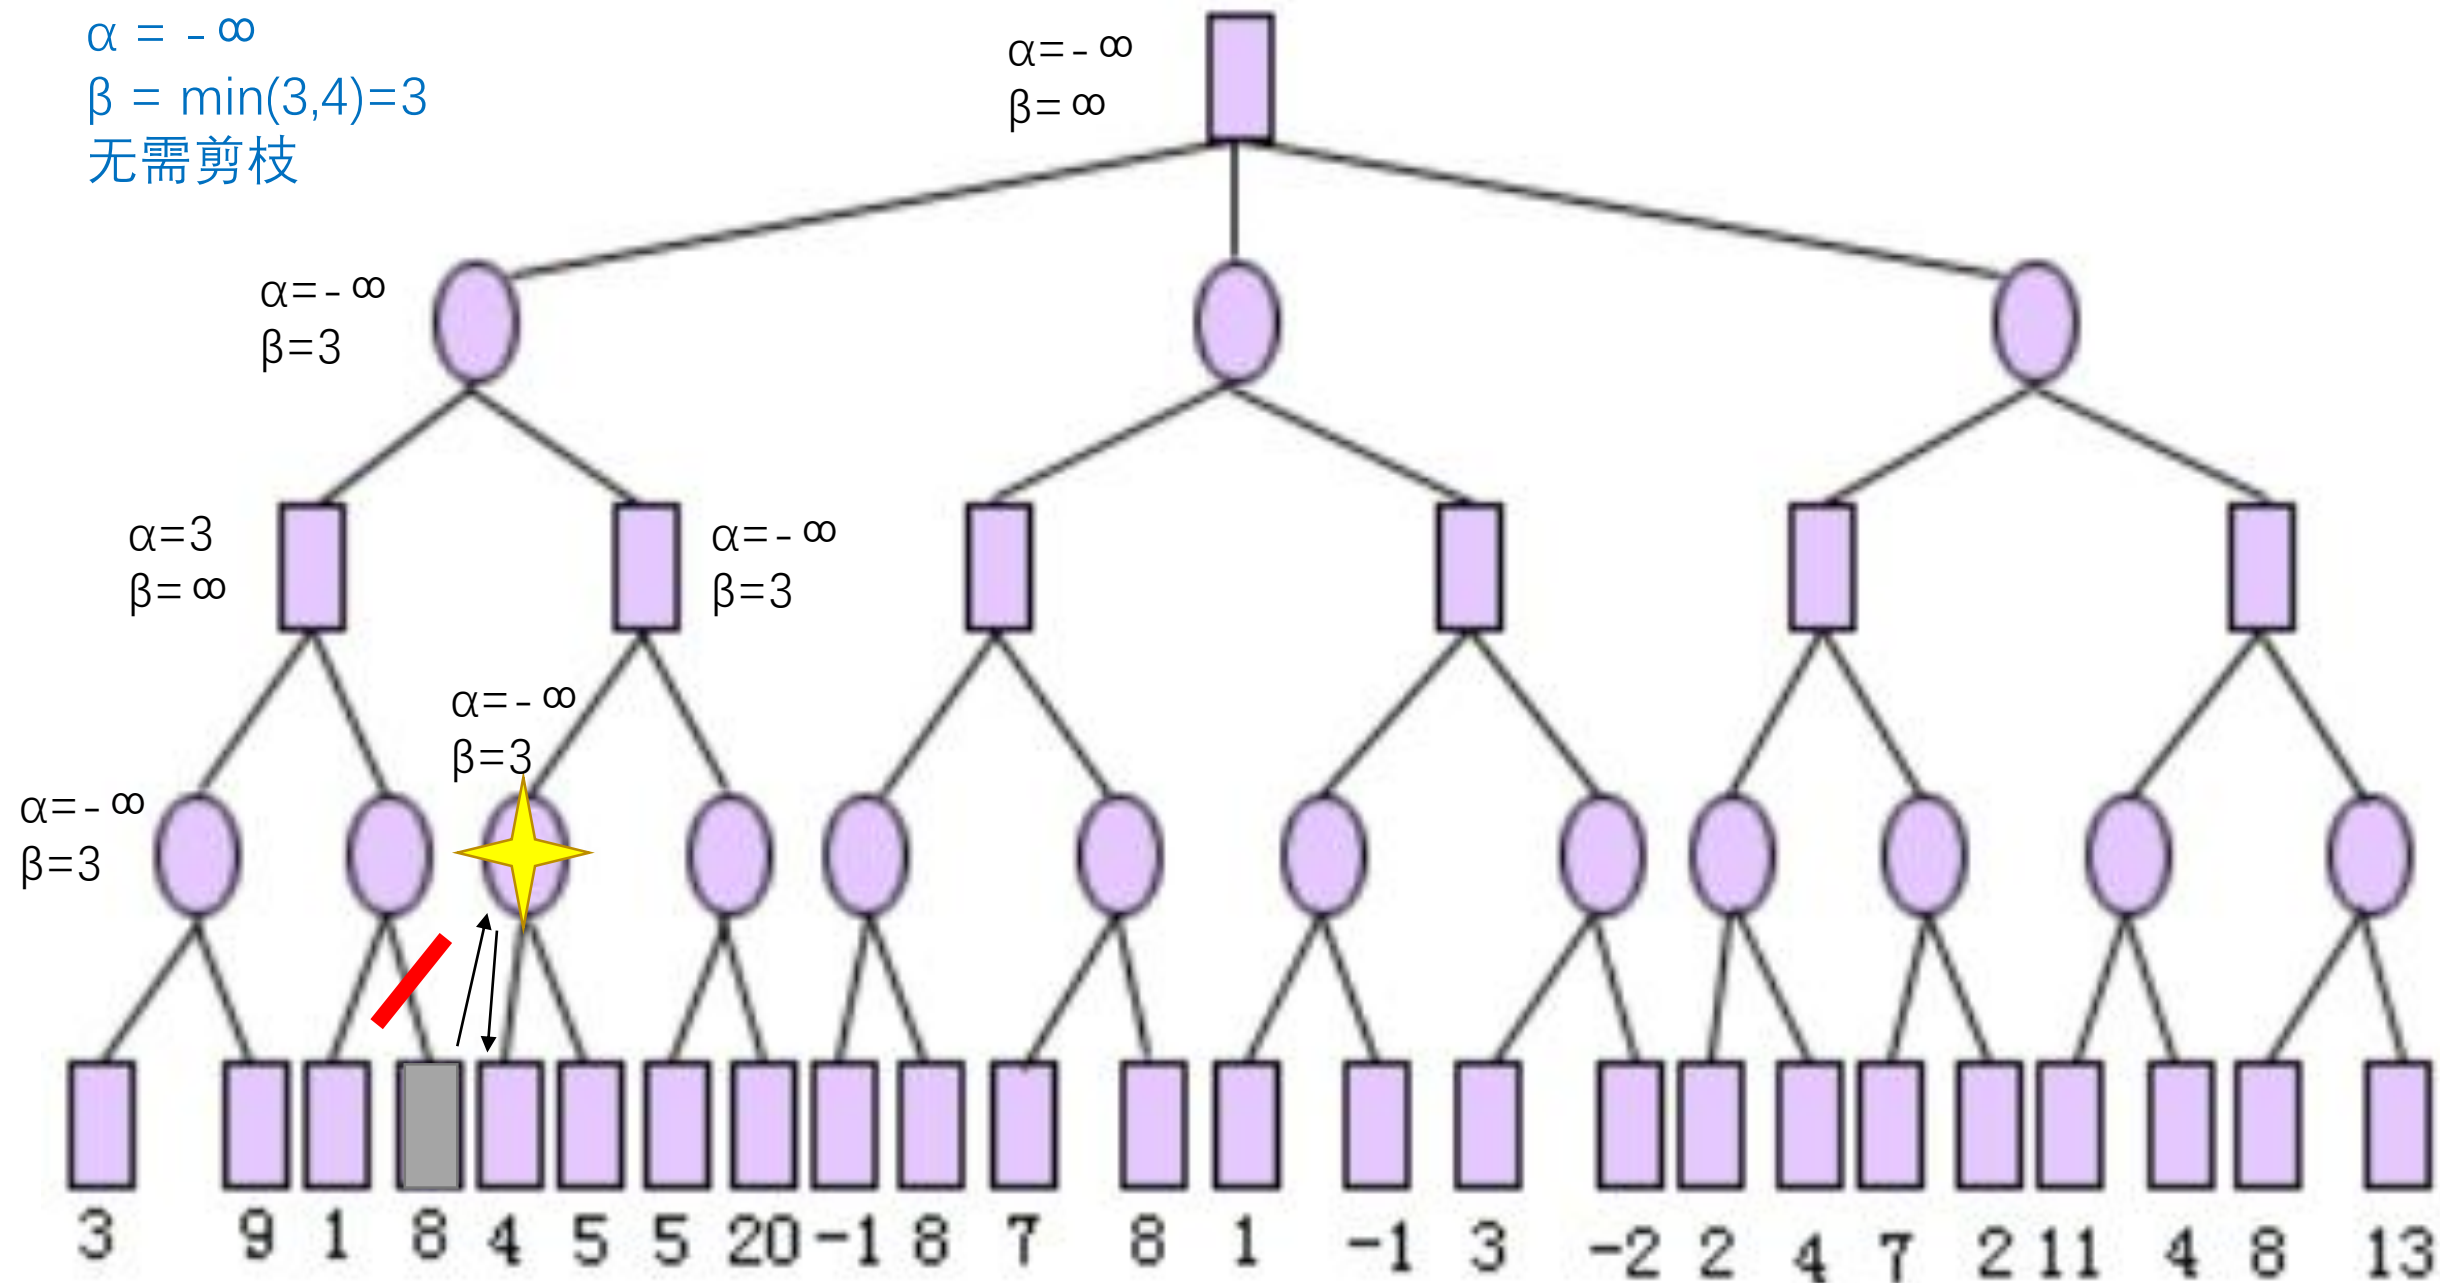 α = -∞
β = min(3,4)=3
无需剪枝
α=-∞
β=∞
α=-∞
β=3
α=3
β=∞
α=-∞
β=3
α=-∞
β=3
α=-∞
β=3
3 9 1 8 4 5 5 20 -1 8 7 8 1 -1 3 -2 2 4 7 2 11 4 8 13